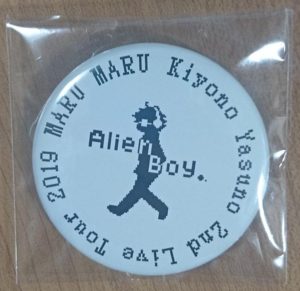 MARU MARU Kiyono Yasuno 2nd Live Tour 2019
Alien
Boy.